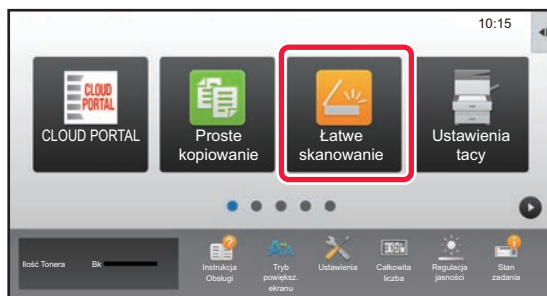 10:15
CLOUD
PORTAL
CLOUD PORTAL
Proste
kopiowanie
Łatwe
skanowanie
Ustawienia
tacy
Ilość Tonera
Bk
Instrukcja
Obsługi
Tryb
powiększ.
ekranu
Ustawienia
Całkowita
liczba
Regulacja
jasności
Stan
zadania